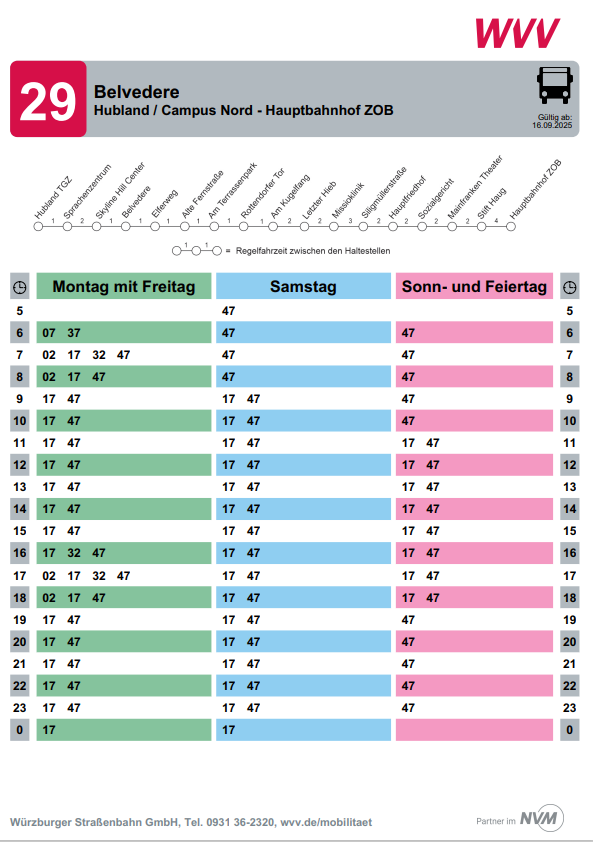 WVV
29
Belvedere
Hubland / Campus Nord - Hauptbahnhof ZOB
Gültig ab:
16.09.2025
Hubland TGZ
Sprachenzentrum
Skyline Hill Center
Belvedere
Elferweg
Alte Fernstraße
Am Terrassenpark
Rottendorfer Tor
Am Kugelfang
Letzter Hieb
Missioklinik
Siligmüllerstraße
Hauptfriedhof
Sozialgericht
Mainfranken Theater
Stift Haug
Hauptbahnhof ZOB
1 2 1 1 1 1 1 1 2 2 3 2 2 2 2 4
1 1 = Regelfahrzeit zwischen den Haltestellen
Montag mit Freitag Samstag Sonn- und Feiertag
5 47 5
6 07 37 47 47 6
7 02 17 32 47 47 47 7
8 02 17 47 47 47 8
9 17 47 17 47 47 9
10 17 47 17 47 47 10
11 17 47 17 47 17 47 11
12 17 47 17 47 17 47 12
13 17 47 17 47 17 47 13
14 17 47 17 47 17 47 14
15 17 47 17 47 17 47 15
16 17 32 47 17 47 17 47 16
17 02 17 32 47 17 47 17 47 17
18 02 17 47 17 47 17 47 18
19 17 47 17 47 47 19
20 17 47 17 47 47 20
21 17 47 17 47 47 21
22 17 47 17 47 47 22
23 17 47 17 47 47 23
0 17 17 0
Würzburger Straßenbahn GmbH, Tel. 0931 36-2320, wvv.de/mobilitaet
Partner im NVM